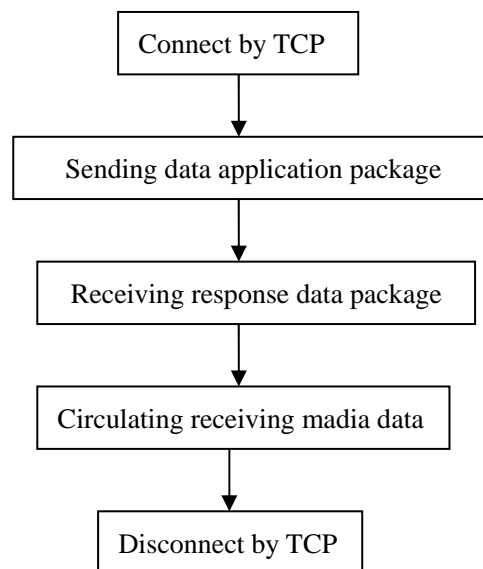 Connect by TCP
Sending data application package
Receiving response data package
Circulating receiving madia data
Disconnect by TCP